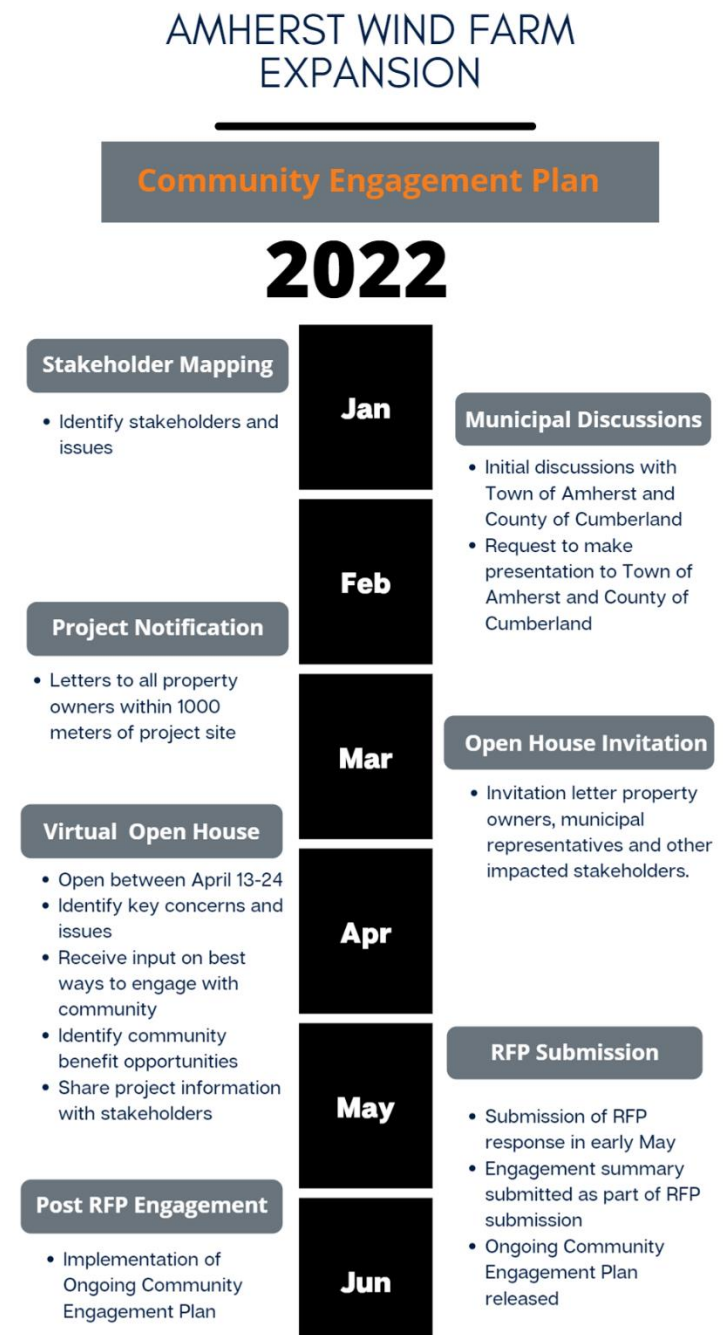 AMHERST WIND FARM
EXPANSION
Community Engagement Plan
2022
Jan
Stakeholder Mapping
• Identify stakeholders and
issues
Municipal Discussions
• Initial discussions with
Town of Amherst and
County of Cumberland
• Request to make
presentation to Town of
Amherst and County of
Cumberland
Feb
Project Notification
• Letters to all property
owners within 1000
meters of project site
Mar
Open House Invitation
• Invitation letter property
owners, municipal
representatives and other
impacted stakeholders.
Virtual Open House
• Open between April 13-24
• Identify key concerns and
issues
• Receive input on best
ways to engage with
community
• Identify community
benefit opportunities
• Share project information
with stakeholders
Apr
May
RFP Submission
• Submission of RFP
response in early May
• Engagement summary
submitted as part of RFP
submission
• Ongoing Community
Engagement Plan
released
Post RFP Engagement
• Implementation of
Ongoing Community
Engagement Plan
Jun